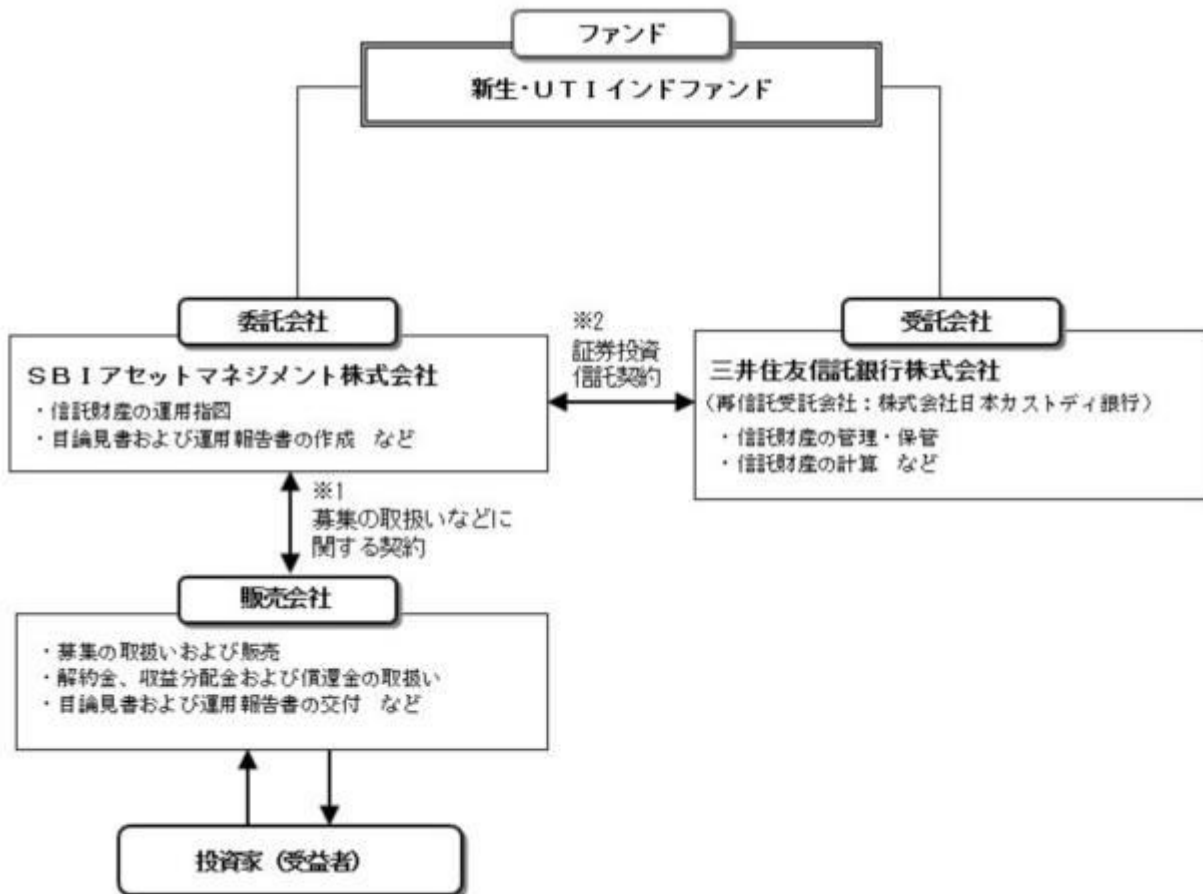 ファンド
新生・UTIインドファンド
委託会社
SBIアセットマネジメント株式会社
・信託財産の運用指図
・目論見書および運用報告書の作成 など
※2
証券投資
信託契約
受託会社
三井住友信託銀行株式会社
(再信託受託会社:株式会社日本カストディ銀行)
・信託財産の管理・保管
・信託財産の計算 など
※1
募集の取扱いなどに
関する契約
販売会社
・募集の取扱いおよび販売
・解約金、収益分配金および償還金の取扱い
・目論見書および運用報告書の交付 など
投資家(受益者)